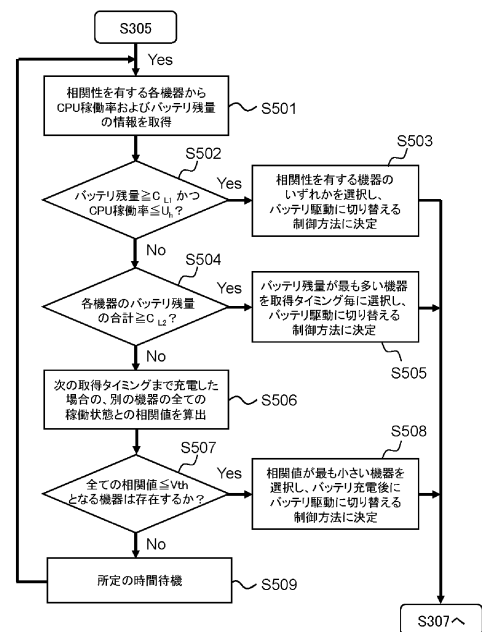 S305
Yes
相関性を有する各機器から
CPU稼働率およびバッテリ残量
の情報を取得
S501
S502
バッテリ残量≧CL1かつ
CPU稼働率≦Uh?
Yes
S503
相関性を有する機器の
いずれかを選択し、
バッテリ駆動に切り替える
制御方法に決定
No
S504
各機器のバッテリ残量
の合計≧CL2?
Yes
バッテリ残量が最も多い機器
を取得タイミング毎に選択し、
バッテリ駆動に切り替える
制御方法に決定
S505
No
次の取得タイミングまで充電した
場合の、別の機器の全ての
稼働状態との相関値を算出
S506
S507
全ての相関値≦Vth
となる機器は存在するか?
Yes
S508
相関値が最も小さい機器を
選択し、バッテリ充電後に
バッテリ駆動に切り替える
制御方法に決定
No
所定の時間待機
S509
S307へ